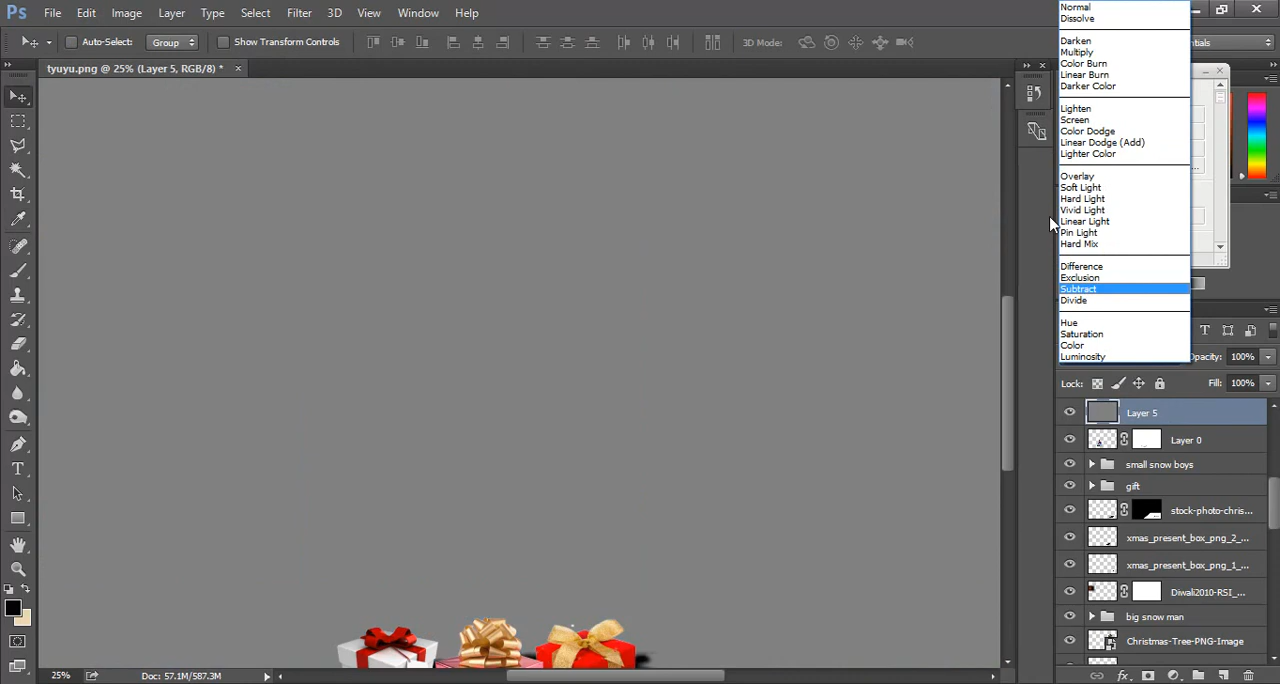 Ps File Edit Image Layer Type Select Filter 3D View Window Help
Auto-Select: Group Show Transform Controls 3D Mode:
tyuyu.png @ 25% (Layer 5, RGB/8) * ×
Normal
Dissolve
Darken
Multiply
Color Burn
Linear Burn
Darker Color
Lighten
Screen
Color Dodge
Linear Dodge (Add)
Lighter Color
Overlay
Soft Light
Hard Light
Vivid Light
Linear Light
Pin Light
Hard Mix
Difference
Exclusion
Subtract
Divide
Hue
Saturation
Color
Luminosity
Opacity: 100%
Lock: Fill: 100%
Layer 5
Layer 0
small snow boys
gift
stock-photo-chris...
xmas_present_box_png_2_...
xmas_present_box_png_1_...
Diwali2010-RSI_...
big snow man
Christmas-Tree-PNG-Image
25% Doc: 57.1M/587.3M